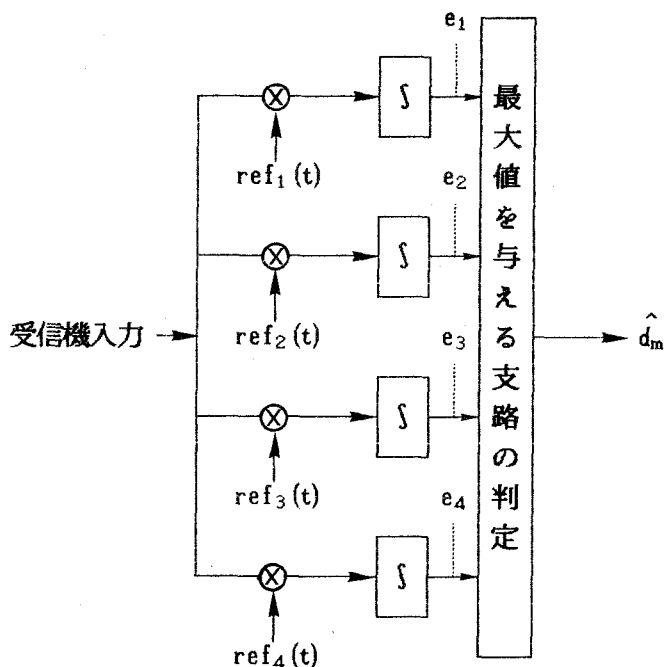 e₁
∫
ref₁(t)
e₂
∫
ref₂(t)
受信機入力
e₃
∫
ref₃(t)
e₄
∫
ref₄(t)
最大値を与える支路の判定
d̂ₘ